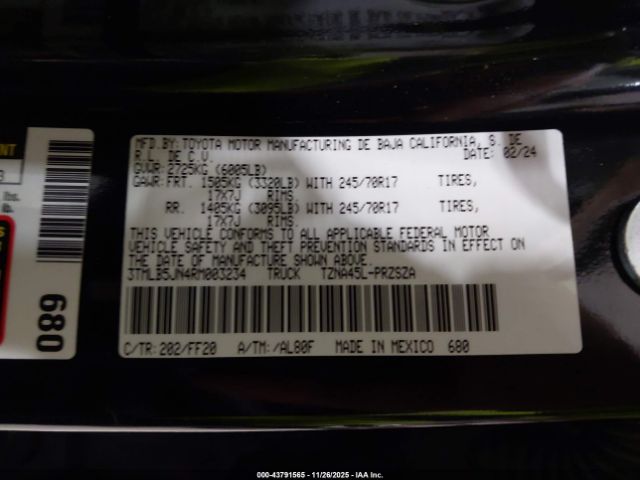 MFD.BY: TOYOTA MOTOR MANUFACTURING DE BAJA CALIFORNIA, S. DE
R.L. DE C.V. DATE: 02/24
GVWR: 2725KG (6005LB)
GAWR: FRT. 1505KG (3320LB) WITH 245/70R17 TIRES,
17X7J RIMS
RR. 1405KG (3095LB) WITH 245/70R17 TIRES,
17X7J RIMS
THIS VEHICLE CONFORMS TO ALL APPLICABLE FEDERAL MOTOR
VEHICLE SAFETY AND THEFT PREVENTION STANDARDS IN EFFECT ON
THE DATE OF MANUFACTURE SHOWN ABOVE.
3TMLB5JN4RM003234 TRUCK TZNA45L-PRZSZA
C/TR: 202/FF20 A/TM: /AL80F MADE IN MEXICO 680
lbs.
lb.
680
000-43791565 - 11/26/2025 - IAA Inc.